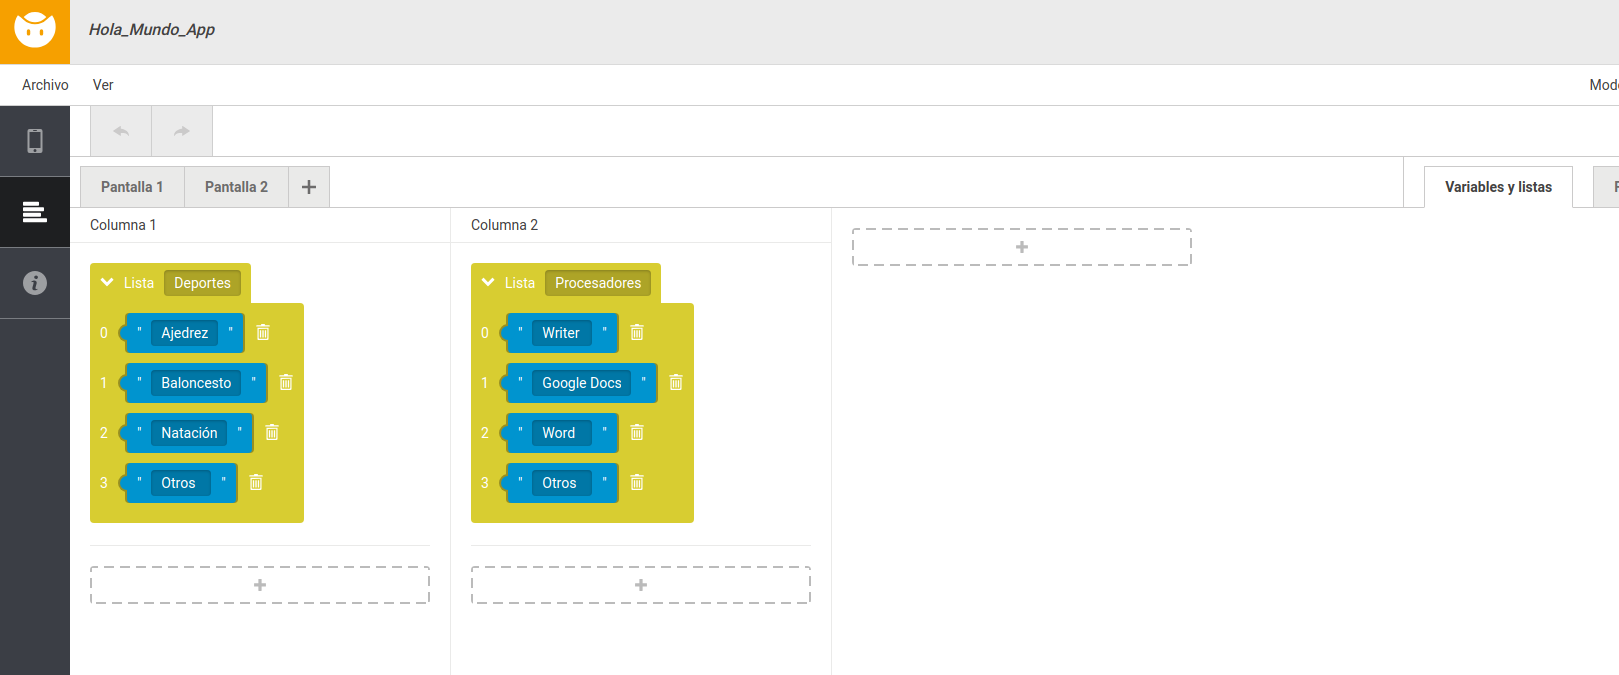 Hola_Mundo_App
Archivo Ver Mod
Pantalla 1 Pantalla 2 + Variables y listas
Columna 1 Columna 2
Lista Deportes
0 " Ajedrez "
1 " Baloncesto "
2 " Natación "
3 " Otros "
Lista Procesadores
0 " Writer "
1 " Google Docs "
2 " Word "
3 " Otros "